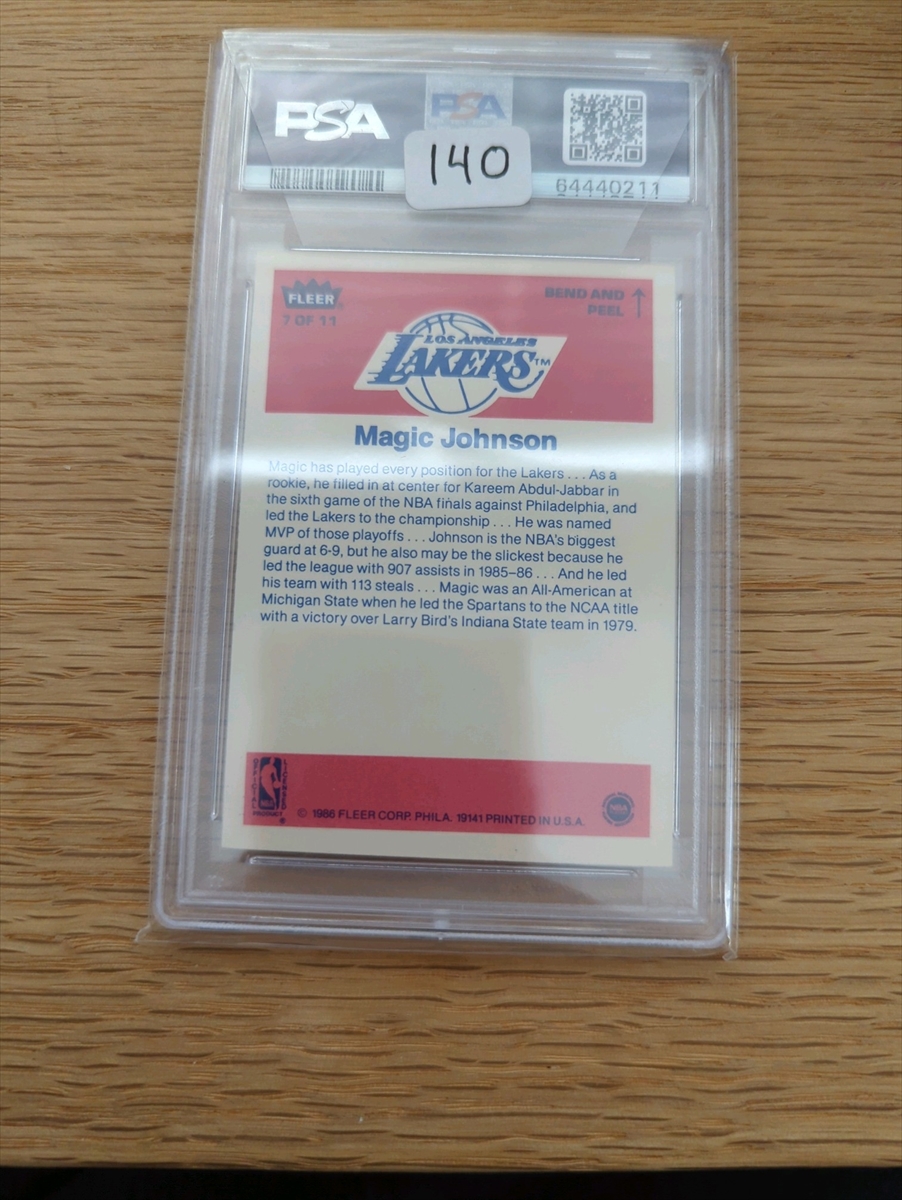 PSA
PSA
140
64440211
FLEER
7 OF 11
BEND AND
PEEL
LOS ANGELES
LAKERS™
Magic Johnson
Magic has played every position for the Lakers . . . As a
rookie, he filled in at center for Kareem Abdul-Jabbar in
the sixth game of the NBA finals against Philadelphia, and
led the Lakers to the championship . . . He was named
MVP of those playoffs . . . Johnson is the NBA's biggest
guard at 6-9, but he also may be the slickest because he
led the league with 907 assists in 1985–86 . . . And he led
his team with 113 steals . . . Magic was an All-American at
Michigan State when he led the Spartans to the NCAA title
with a victory over Larry Bird's Indiana State team in 1979.
OFFICIAL
LICENSED
NBA
PRODUCT
© 1986 FLEER CORP. PHILA. 19141 PRINTED IN U.S.A.
NBA